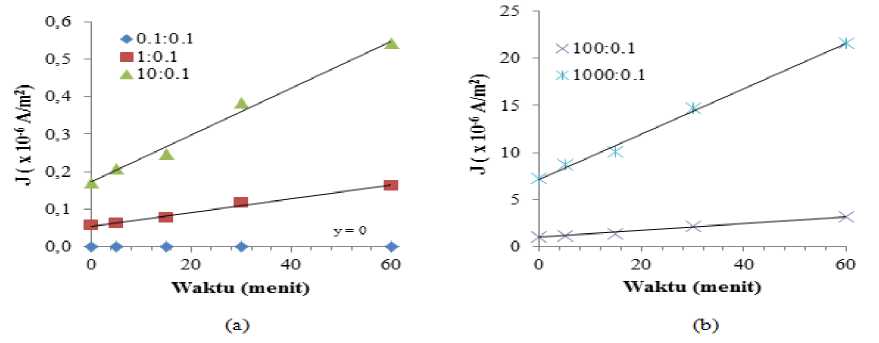 0,6
0,5
0,4
0,3
0,2
0,1
0,0
J ( x 10⁻⁶ A/m²)
0.1:0.1
1:0.1
10:0.1
y = 0
0 20 40 60
Waktu (menit)
(a)
25
20
15
10
5
0
J ( x 10⁻⁶ A/m²)
100:0.1
1000:0.1
0 20 40 60
Waktu (menit)
(b)